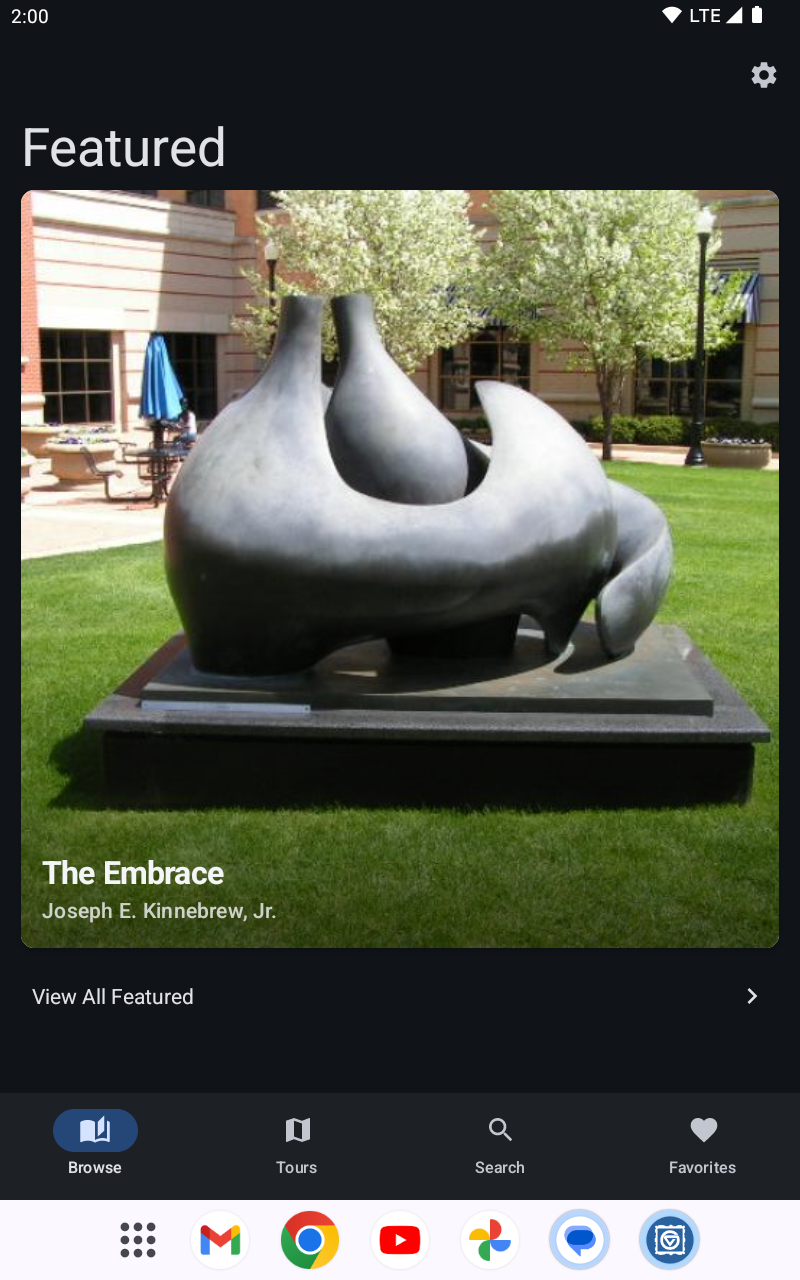 2:00
LTE
Featured
The Embrace
Joseph E. Kinnebrew, Jr.
View All Featured
Browse
Tours
Search
Favorites